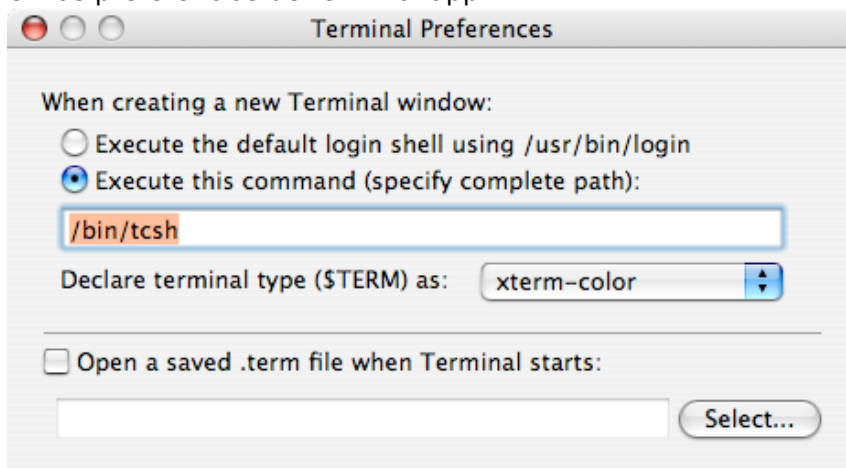 Terminal Preferences
When creating a new Terminal window:
Execute the default login shell using /usr/bin/login
Execute this command (specify complete path):
/bin/tcsh
Declare terminal type ($TERM) as: xterm-color
Open a saved .term file when Terminal starts:
Select...